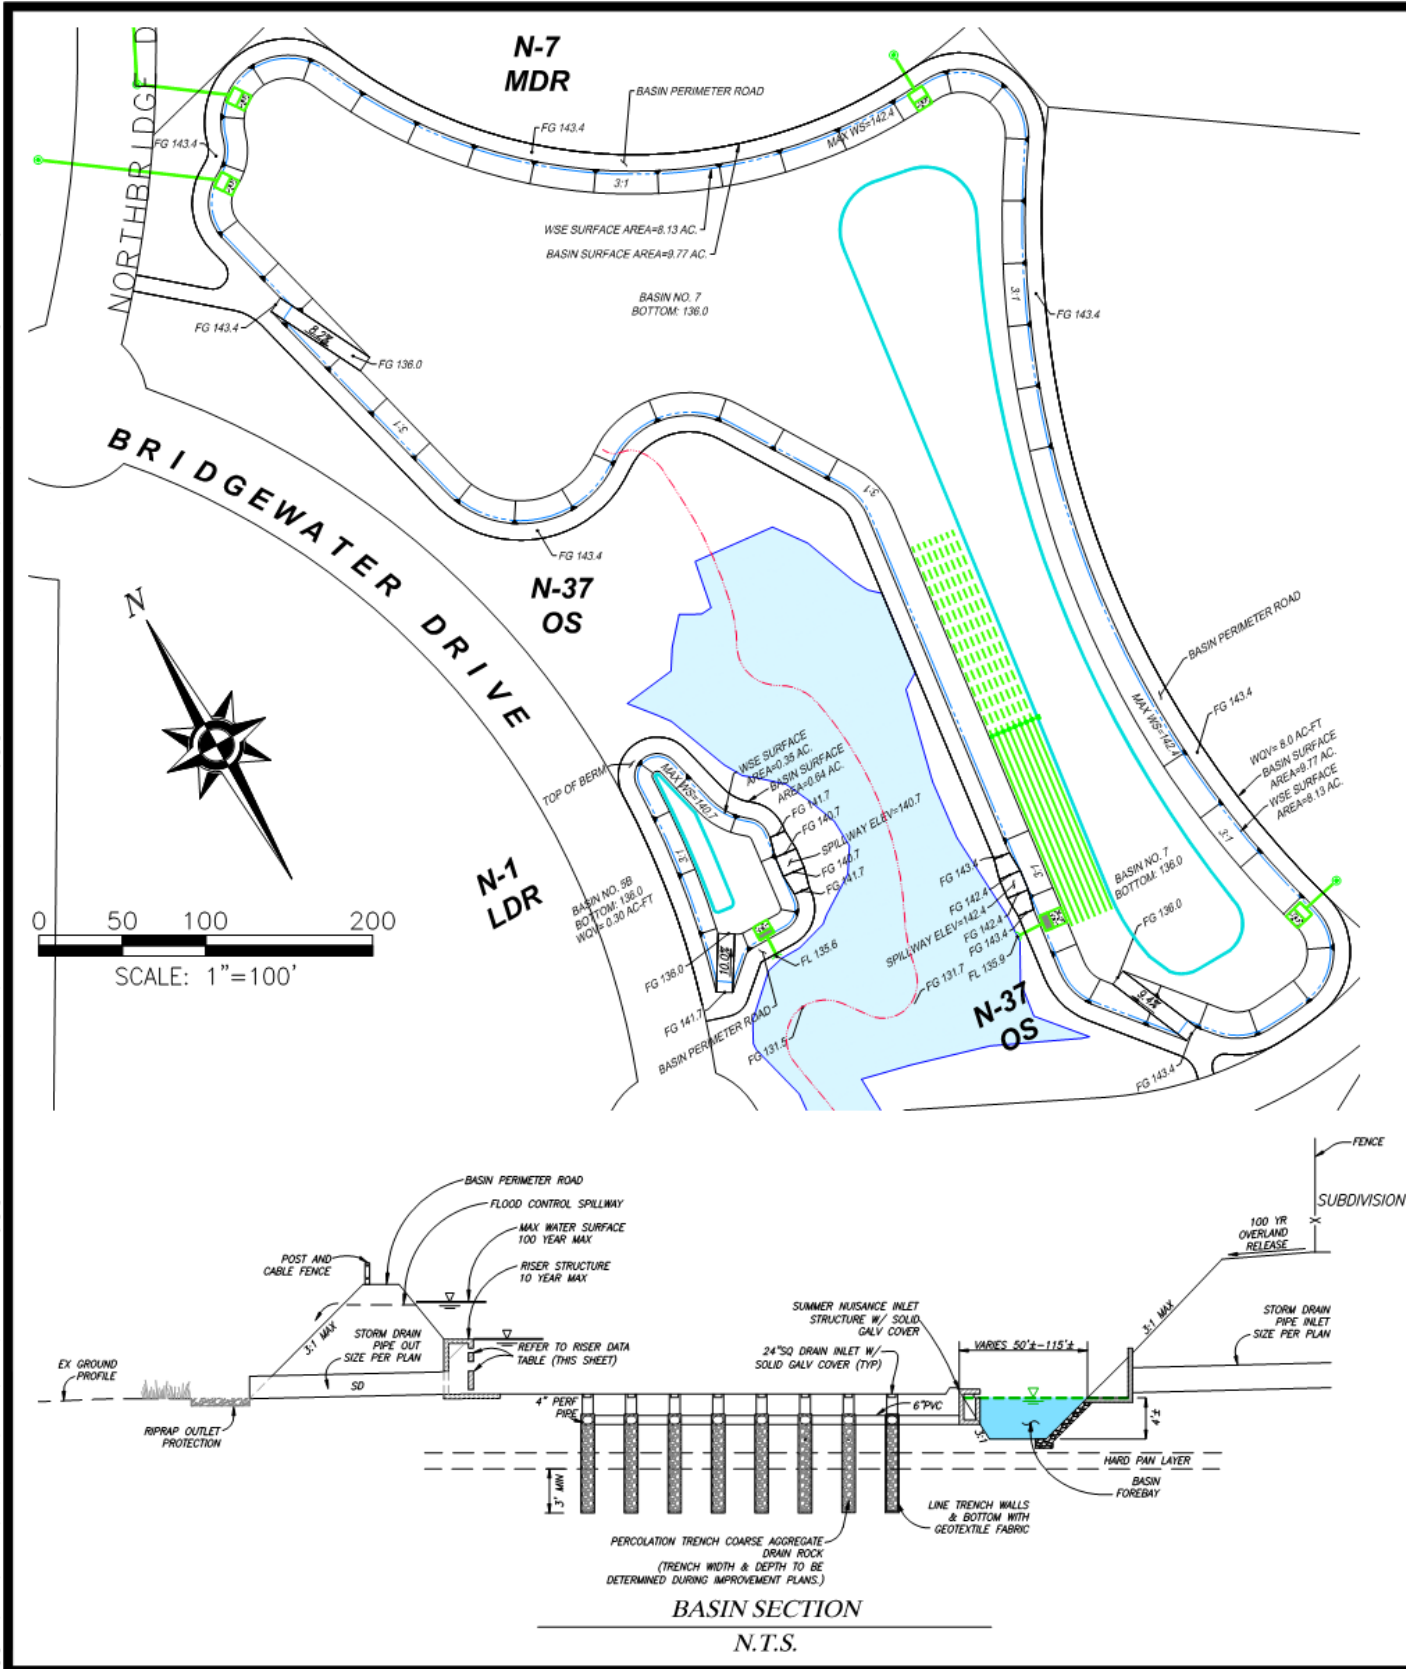 N-7
MDR
BASIN PERIMETER ROAD
FG 143.4
FG 143.4
MAX WS=142.4
3:1
NORTHBRIDGE D
WSE SURFACE AREA=8.13 AC.
BASIN SURFACE AREA=9.77 AC.
BASIN NO. 7
BOTTOM: 136.0
3:1
FG 143.4
FG 143.4
8.2%
FG 136.0
3:1
3:1
BRIDGEWATER DRIVE
FG 143.4
N-37
OS
N
BASIN PERIMETER ROAD
FG 143.4
MAX WS=142.4
WQV= 8.0 AC-FT
BASIN SURFACE
AREA=9.77 AC.
WSE SURFACE
AREA=8.13 AC.
3:1
TOP OF BERM
MAX WS=140.7
WSE SURFACE
AREA=0.35 AC.
BASIN SURFACE
AREA=0.64 AC.
FG 141.7
FG 140.7
SPILLWAY ELEV=140.7
FG 140.7
FG 141.7
3:1
N-1
LDR
BASIN NO. 5B
BOTTOM: 136.0
WQV= 0.30 AC-FT
FG 143.4
FG 142.4
SPILLWAY ELEV=142.4
FG 142.4
FG 143.4
FL 135.9
3:1
BASIN NO. 7
BOTTOM: 136.0
FG 136.0
9.4%
FG 143.4
FL 135.6
10.0%
FG 136.0
FG 141.7
BASIN PERIMETER ROAD
FG 131.5
FG 131.7
N-37
OS
0 50 100 200
SCALE: 1"=100'
FENCE
SUBDIVISION
BASIN PERIMETER ROAD
FLOOD CONTROL SPILLWAY
MAX WATER SURFACE
100 YEAR MAX
RISER STRUCTURE
10 YEAR MAX
POST AND
CABLE FENCE
100 YR
OVERLAND
RELEASE
3:1 MAX
STORM DRAIN
PIPE OUT
SIZE PER PLAN
REFER TO RISER DATA
TABLE (THIS SHEET)
SUMMER NUISANCE INLET
STRUCTURE W/ SOLID
GALV COVER
24"SQ DRAIN INLET W/
SOLID GALV COVER (TYP)
VARIES 50'±-115'±
3:1 MAX
STORM DRAIN
PIPE INLET
SIZE PER PLAN
EX GROUND
PROFILE
SD
4" PERF
PIPE
6"PVC
3:1
4'±
RIPRAP OUTLET
PROTECTION
3' MIN
HARD PAN LAYER
BASIN
FOREBAY
LINE TRENCH WALLS
& BOTTOM WITH
GEOTEXTILE FABRIC
PERCOLATION TRENCH COARSE AGGREGATE
DRAIN ROCK
(TRENCH WIDTH & DEPTH TO BE
DETERMINED DURING IMPROVEMENT PLANS.)
BASIN SECTION
N.T.S.